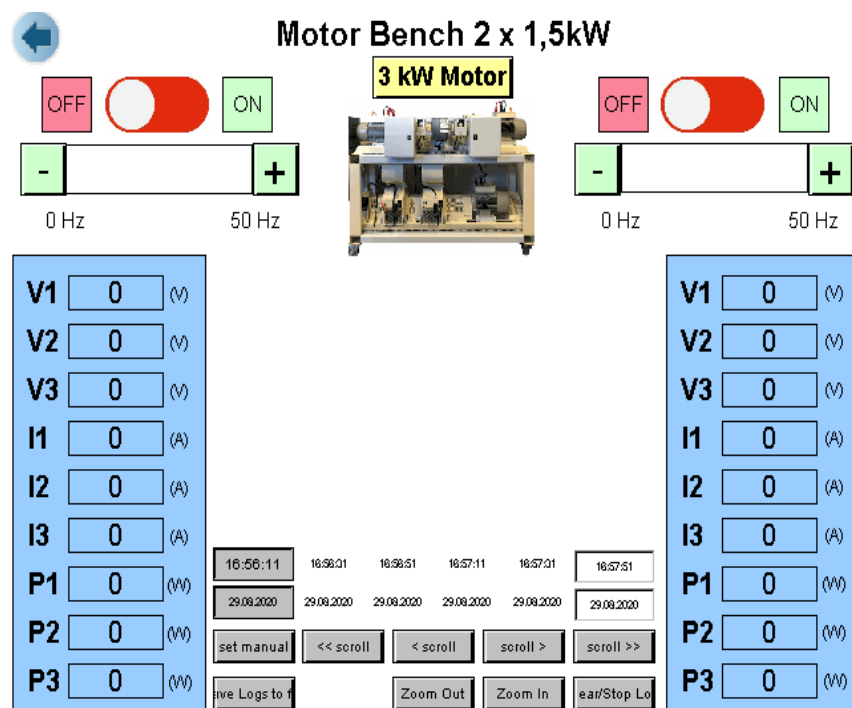 Motor Bench 2 x 1,5kW
3 kW Motor
OFF ON
- +
0 Hz 50 Hz
OFF ON
- +
0 Hz 50 Hz
V1 0 (V)
V2 0 (V)
V3 0 (V)
I1 0 (A)
I2 0 (A)
I3 0 (A)
P1 0 (W)
P2 0 (W)
P3 0 (W)
16:56:11 16:56:31 16:56:51 16:57:11 16:57:31 16:57:51
29.08.2020 29.08.2020 29.08.2020 29.08.2020 29.08.2020 29.08.2020
set manual << scroll < scroll scroll > scroll >>
ive Logs to f Zoom Out Zoom In ear/Stop Lo
V1 0 (V)
V2 0 (V)
V3 0 (V)
I1 0 (A)
I2 0 (A)
I3 0 (A)
P1 0 (W)
P2 0 (W)
P3 0 (W)